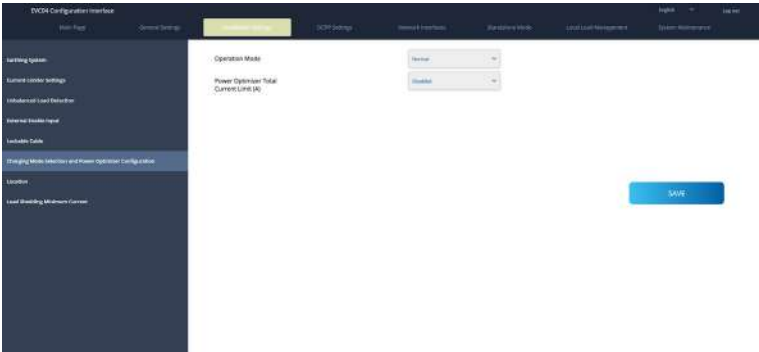 EVC04 Configuration Interface
English
Log out
Main Page
General Settings
Installation Settings
OCPP Settings
Network Interfaces
Standalone Mode
Local Load Management
System Maintenance
Earthing System
Current Limiter Settings
Unbalanced Load Detection
External Enable Input
Lockable Cable
Charging Mode Selection and Power Optimizer Configuration
Location
Load Shedding Minimum Current
Operation Mode
Normal
Power Optimizer Total
Current Limit (A)
Disabled
SAVE